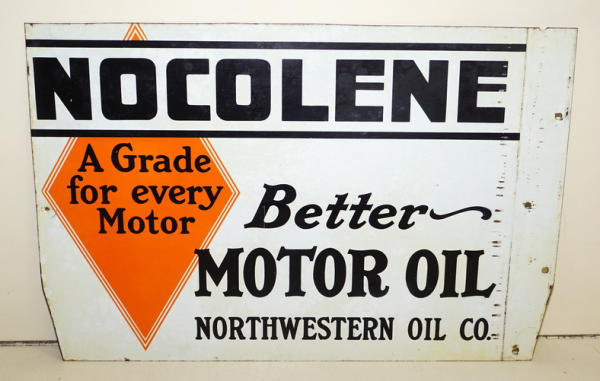 NOCOLENE
A Grade
for every
Motor
Better
MOTOR OIL
NORTHWESTERN OIL CO.